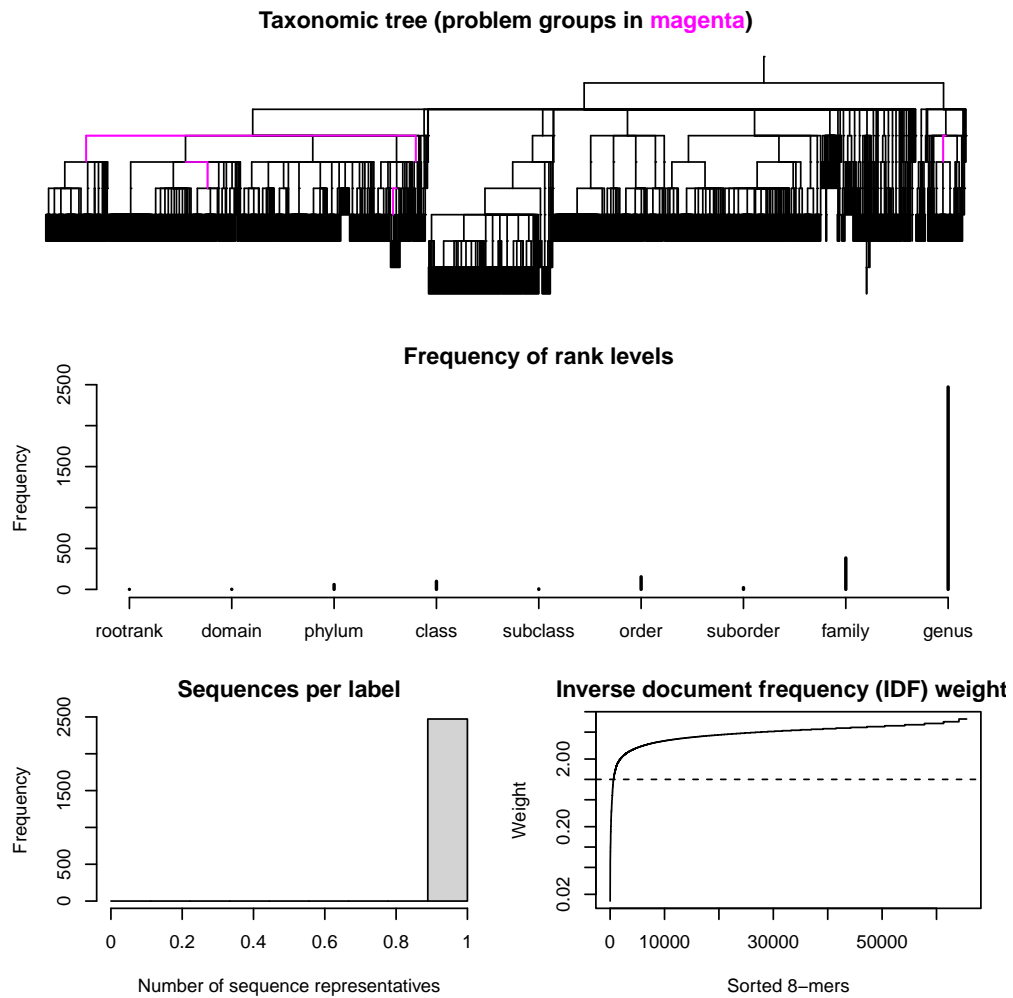 Taxonomic tree (problem groups in magenta)
Frequency of rank levels
Frequency
2500
1500
500
0
rootrank domain phylum class subclass order suborder family genus
Sequences per label
Frequency
2500
1500
500
0
0 0.2 0.4 0.6 0.8 1
Number of sequence representatives
Inverse document frequency (IDF) weight
Weight
2.00
0.20
0.02
0 10000 30000 50000
Sorted 8−mers